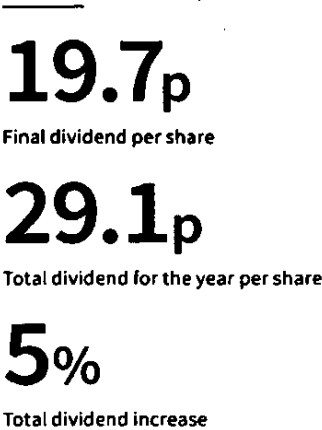 19.7p
Final dividend per share
29.1p
Total dividend for the year per share
5%
Total dividend increase